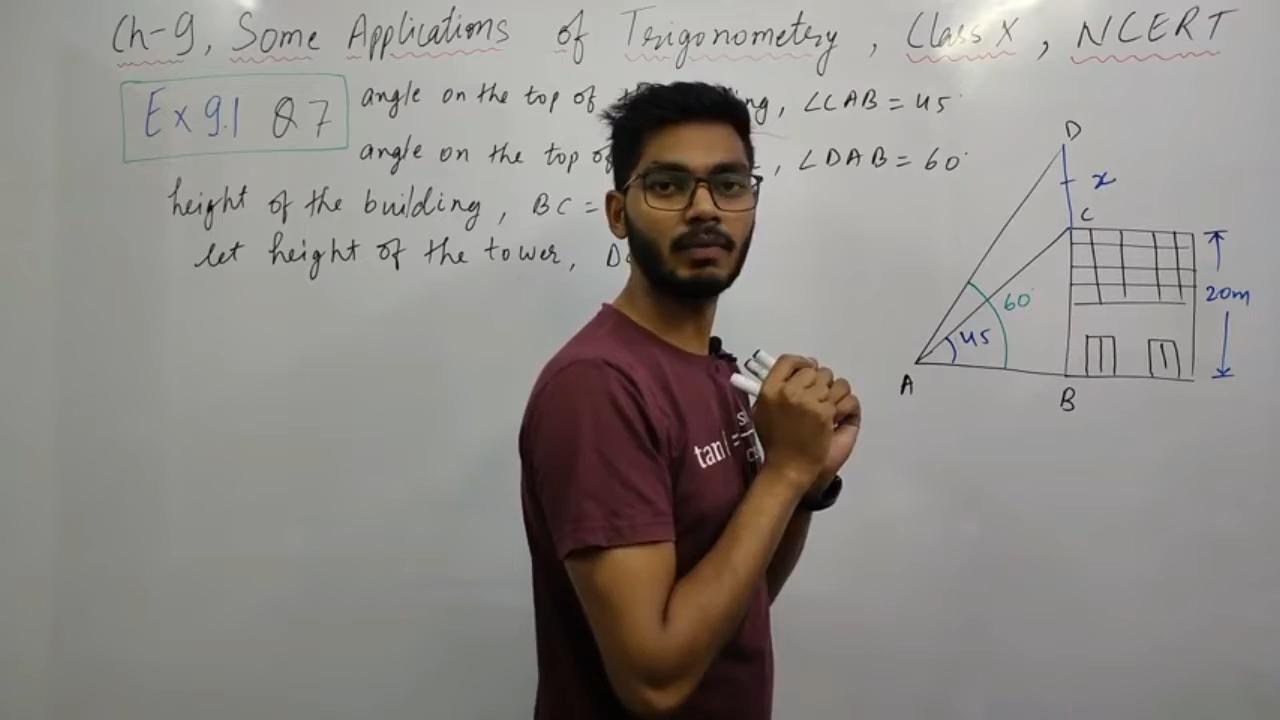 Ch-9, Some Applications of Trigonometry, Class X, NCERT
Ex 9.1 Q7
angle on the top of ng, ∠CAB = 45°
angle on the top of , ∠DAB = 60°
height of the building, BC =
let height of the tower, D
D
x
C
20m
60°
45
A
B
tan =